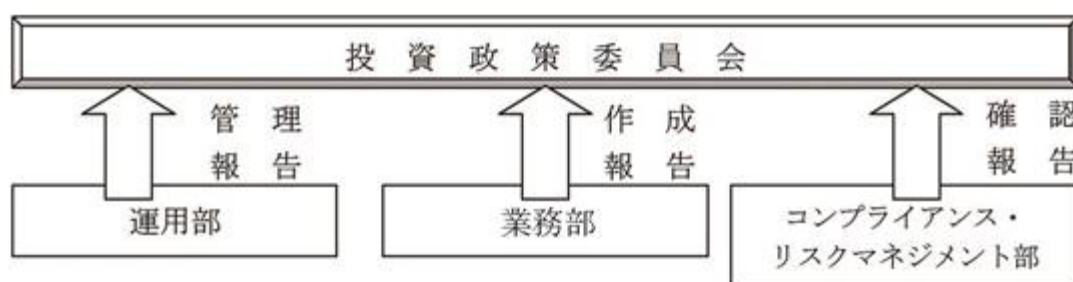 投資政策委員会
管理
報告
作成
報告
確認
報告
運用部
業務部
コンプライアンス・
リスクマネジメント部